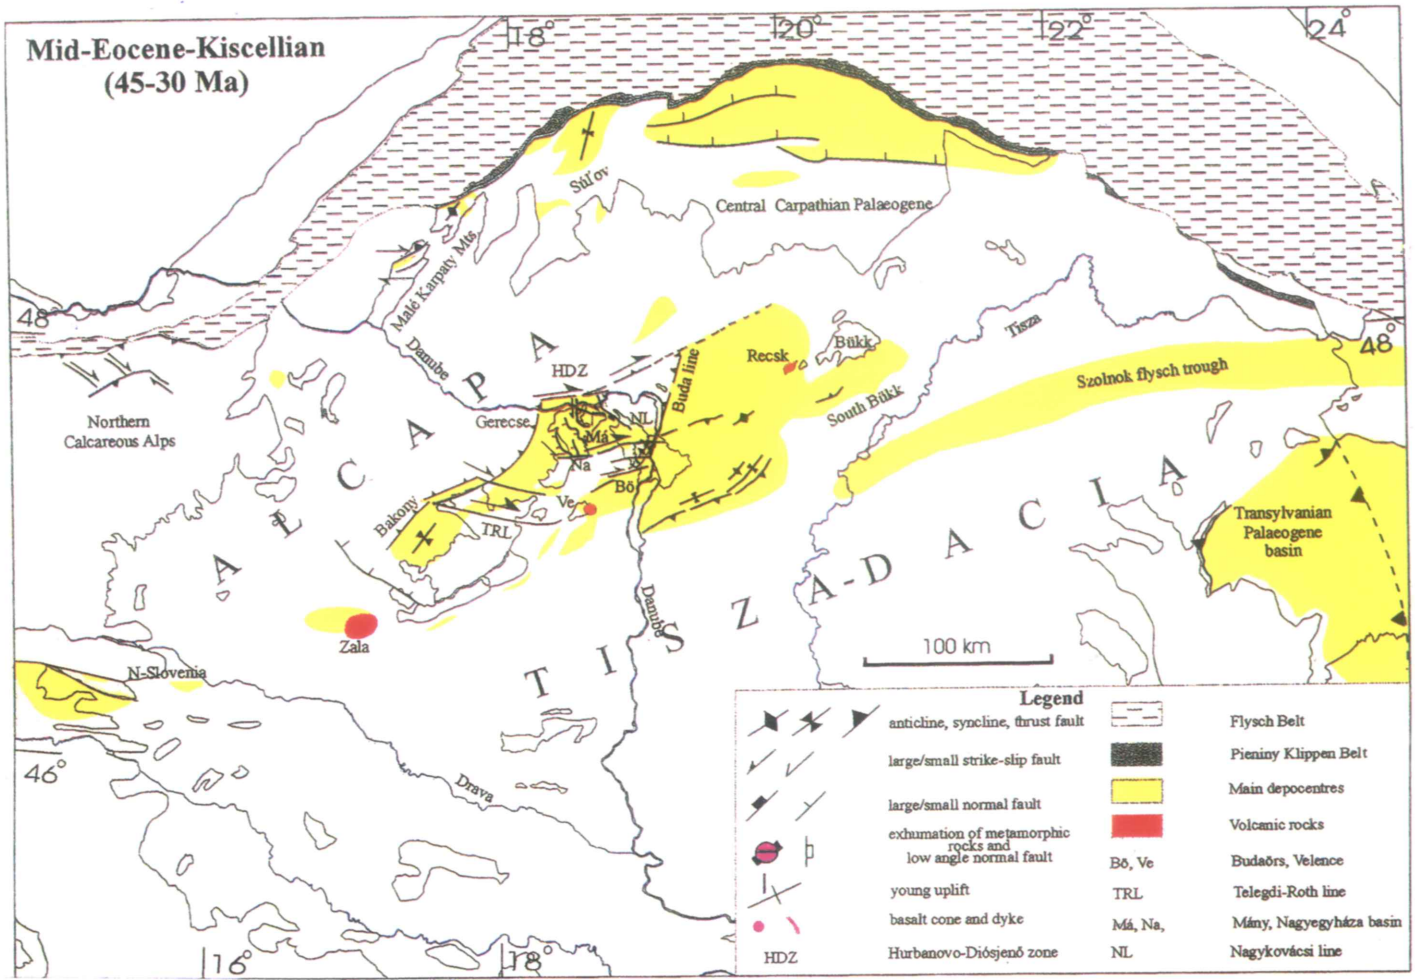 Mid-Eocene-Kiscellian
(45-30 Ma)
18°
20°
22°
24°
48°
48°
46°
16°
18°
Súľov
Central Carpathian Palaeogene
Malé Karpaty Mts
Danube
Tisza
Northern
Calcareous Alps
HDZ
Buda line
Recsk
Bükk
South Bükk
Szolnok flysch trough
Gerecse
NL
Má
Na
Bö
Ve
Bakony
TRL
A L C A P A
Transylvanian
Palaeogene
basin
Danube
T I S Z A - D A C I A
Zala
N-Slovenia
Drava
100 km
Legend
anticline, syncline, thrust fault
Flysch Belt
large/small strike-slip fault
Pieniny Klippen Belt
large/small normal fault
Main depocentres
exhumation of metamorphic
rocks and
low angle normal fault
Volcanic rocks
Bö, Ve
Budaörs, Velence
young uplift
TRL
Telegdi-Roth line
basalt cone and dyke
Má, Na,
Mány, Nagyegyháza basin
HDZ
Hurbanovo-Diósjenő zone
NL
Nagykovácsi line